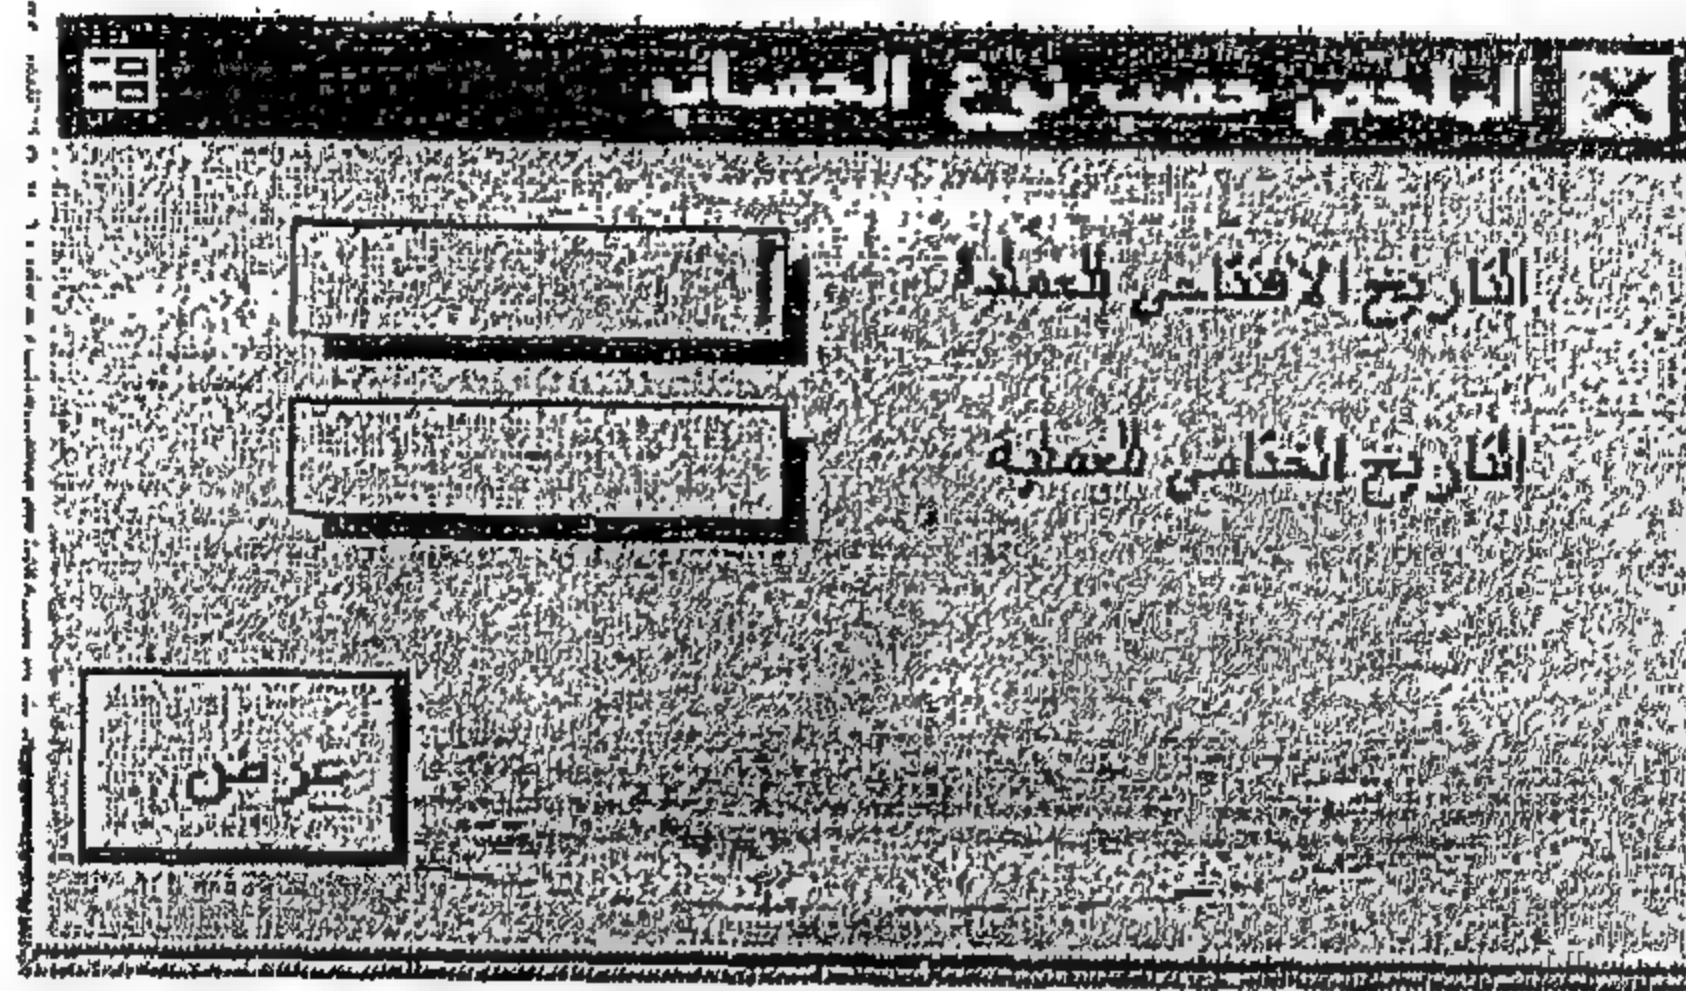 الملخص حسب نوع الحساب
التاريخ الافتتاحي للعملية
التاريخ الختامي للعملية
عرض